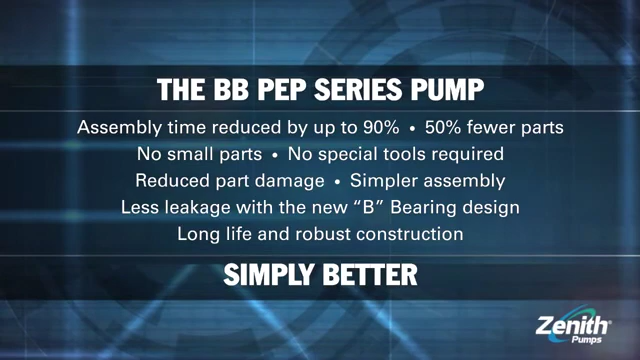 THE BB PEP SERIES PUMP
Assembly time reduced by up to 90% • 50% fewer parts
No small parts • No special tools required
Reduced part damage • Simpler assembly
Less leakage with the new “B” Bearing design
Long life and robust construction
SIMPLY BETTER
Zenith®
Pumps